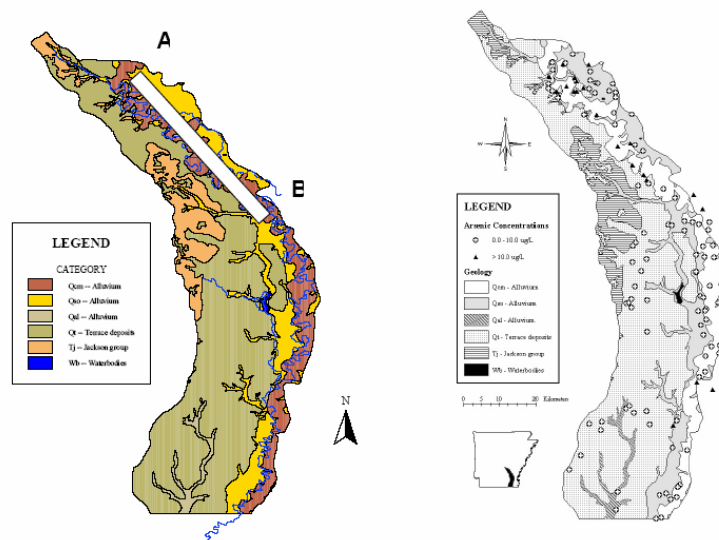 A
B
LEGEND
CATEGORY
Qcm -- Alluvium
Qso -- Alluvium
Qal -- Alluvium
Qt -- Terrace deposits
Tj -- Jackson group
Wb -- Waterbodies
N
N
W
E
S
LEGEND
Arsenic Concentrations
0.0 - 10.0 ug/L
> 10.0 ug/L
Geology
Qcm - Alluvium
Qso - Alluvium
Qal - Alluvium
Qt - Terrace deposits
Tj - Jackson group
Wb - Waterbodies
0 10 20 Kilometers